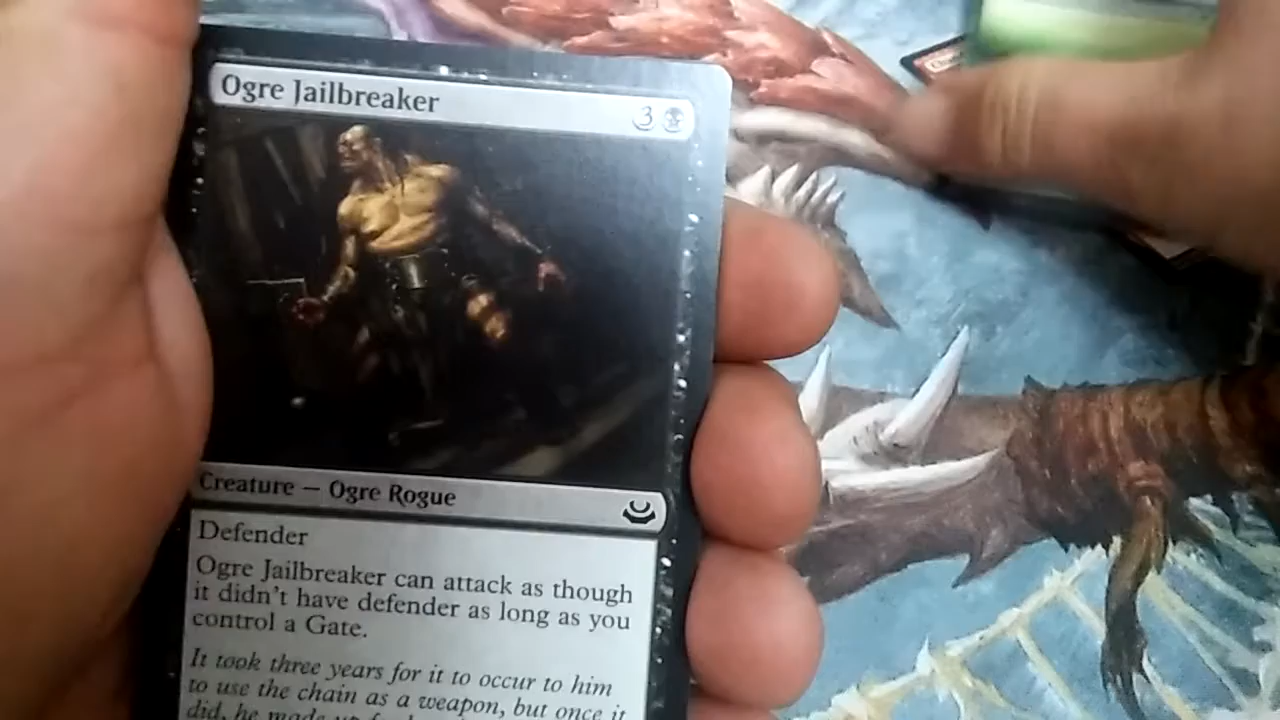 Ogre Jailbreaker
3
Creature — Ogre Rogue
Defender
Ogre Jailbreaker can attack as though
it didn't have defender as long as you
control a Gate.
It took three years for it to occur to him
to use the chain as a weapon, but once it
did, he made up for